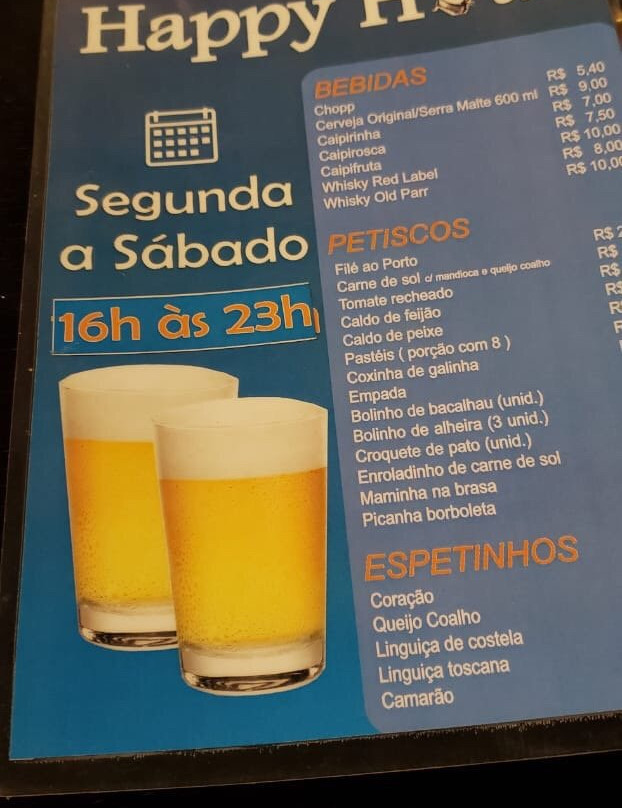 Happy
Segunda
a Sábado
16h às 23h
BEBIDAS
Chopp R$ 5,40
Cerveja Original/Serra Malte 600 ml R$ 9,00
Caipirinha R$ 7,00
Caipirosca R$ 7,50
Caipifruta R$ 10,00
Whisky Red Label R$ 8,00
Whisky Old Parr R$ 10,00
PETISCOS
Filé ao Porto R$ 2
Carne de sol c/ mandioca e queijo coalho R$
Tomate recheado R$
Caldo de feijão R$
Caldo de peixe
Pastéis ( porção com 8 )
Coxinha de galinha
Empada
Bolinho de bacalhau (unid.)
Bolinho de alheira (3 unid.)
Croquete de pato (unid.)
Enroladinho de carne de sol
Maminha na brasa
Picanha borboleta
ESPETINHOS
Coração
Queijo Coalho
Linguiça de costela
Linguiça toscana
Camarão